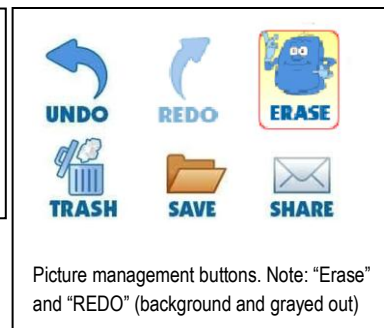 UNDO REDO ERASE
TRASH SAVE SHARE
Picture management buttons. Note: “Erase”
and “REDO” (background and grayed out)